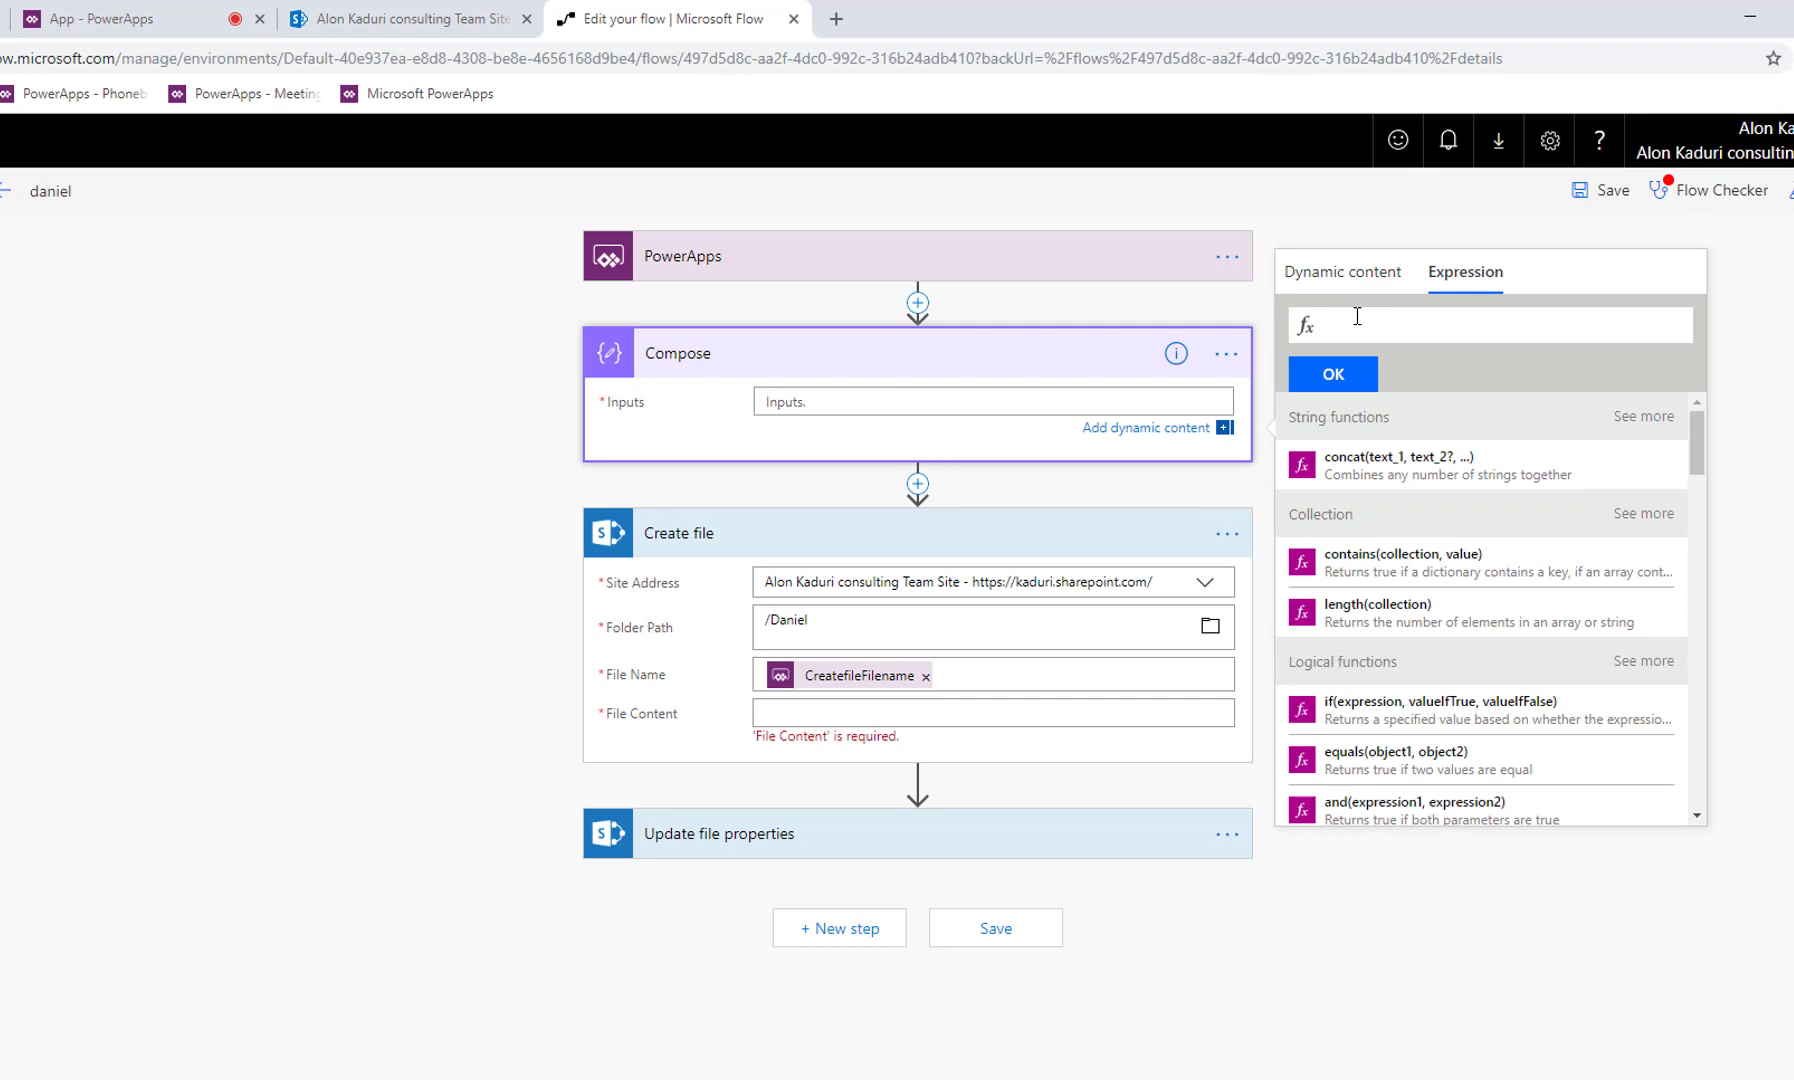 App - PowerApps
Alon Kaduri consulting Team Site
Edit your flow | Microsoft Flow
ow.microsoft.com/manage/environments/Default-40e937ea-e8d8-4308-be8e-4656168d9be4/flows/497d5d8c-aa2f-4dc0-992c-316b24adb410?backUrl=%2Fflows%2F497d5d8c-aa2f-4dc0-992c-316b24adb410%2Fdetails
PowerApps - Phoneb
PowerApps - Meeting
Microsoft PowerApps
?
Alon Ka
Alon Kaduri consultin
daniel
Save
Flow Checker
PowerApps
Compose
* Inputs
Inputs.
Add dynamic content
Create file
* Site Address
Alon Kaduri consulting Team Site - https://kaduri.sharepoint.com/
* Folder Path
/Daniel
* File Name
CreatefileFilename ×
* File Content
'File Content' is required.
Update file properties
+ New step
Save
Dynamic content
Expression
fx
OK
String functions
See more
fx
concat(text_1, text_2?, ...)
Combines any number of strings together
Collection
See more
fx
contains(collection, value)
Returns true if a dictionary contains a key, if an array cont...
fx
length(collection)
Returns the number of elements in an array or string
Logical functions
See more
fx
if(expression, valueIfTrue, valueIfFalse)
Returns a specified value based on whether the expressio...
fx
equals(object1, object2)
Returns true if two values are equal
fx
and(expression1, expression2)
Returns true if both parameters are true